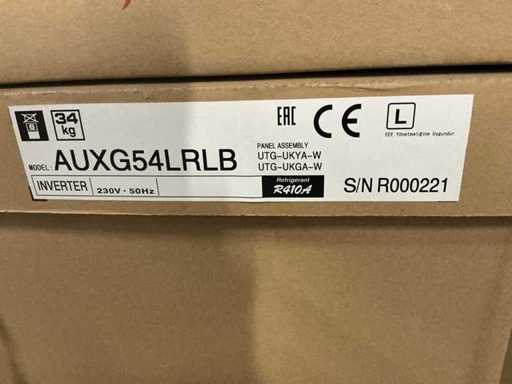 34 kg
EAC
L
EEE Yönetmeliğine Uygundur
MODEL: AUXG54LRLB
PANEL ASSEMBLY
UTG-UKYA-W
UTG-UKGA-W
INVERTER
230V · 50Hz
Refrigerant
R410A
S/N R000221